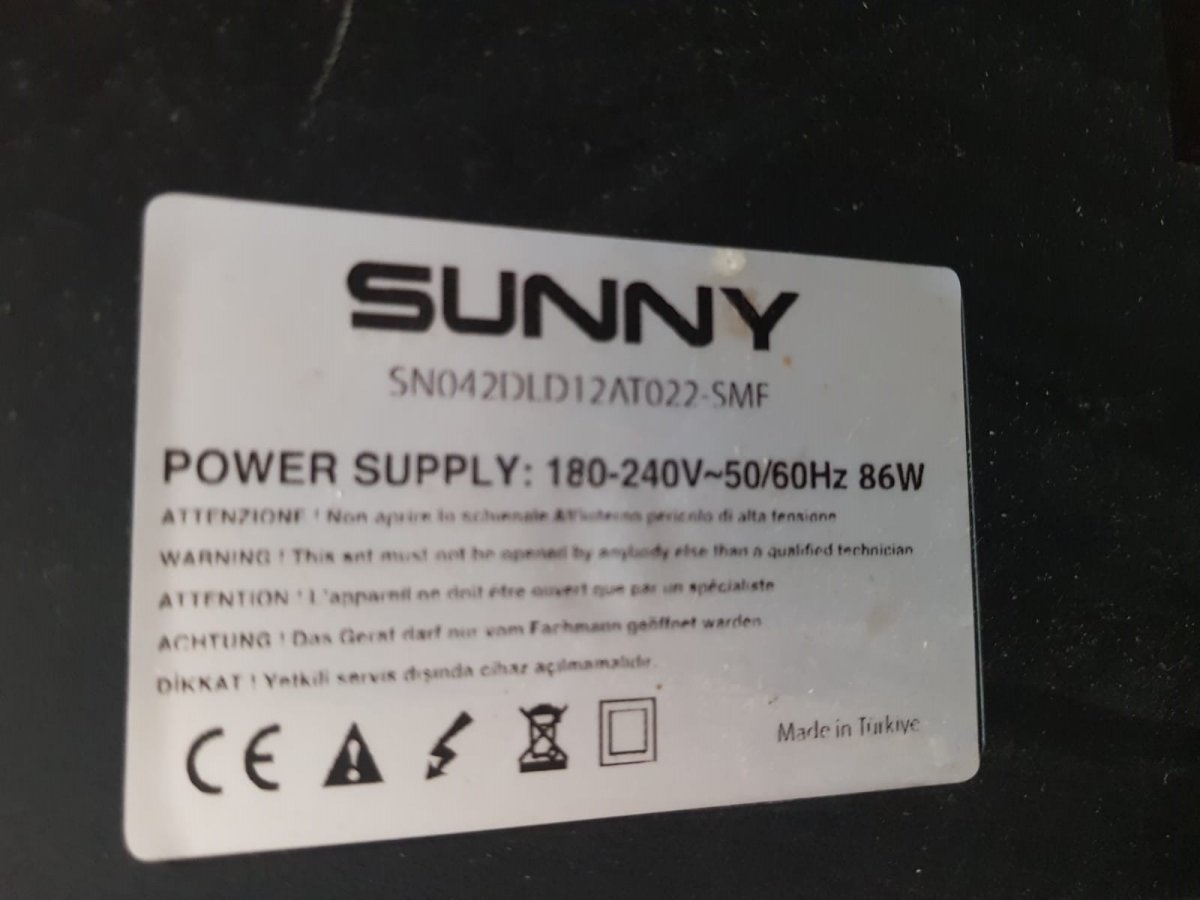 SUNNY
SN042DLD12AT022-SMF
POWER SUPPLY: 180-240V~50/60Hz 86W
ATTENZIONE ! Non aprire lo schienale All'interno pericolo di alta tensione
WARNING ! This set must not be opened by anybody else than a qualified technician
ATTENTION ! L'appareil ne doit être ouvert que par un spécialiste
ACHTUNG ! Das Gerat darf nur vom Fachmann geöffnet warden
DİKKAT ! Yetkili servis dışında cihaz açılmamalıdır.
CE
Made in Türkiye